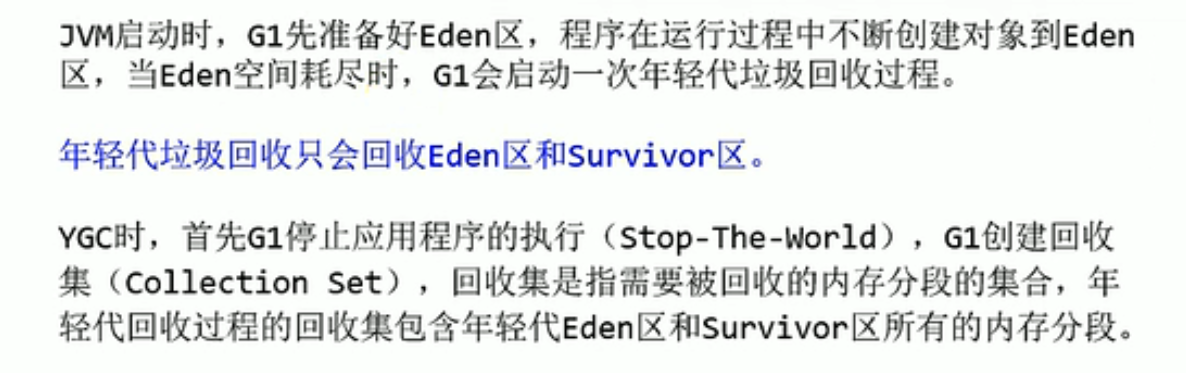 JVM启动时，G1先准备好Eden区，程序在运行过程中不断创建对象到Eden
区，当Eden空间耗尽时，G1会启动一次年轻代垃圾回收过程。
年轻代垃圾回收只会回收Eden区和Survivor区。
YGC时，首先G1停止应用程序的执行（Stop-The-World），G1创建回收
集（Collection Set），回收集是指需要被回收的内存分段的集合，年
轻代回收过程的回收集包含年轻代Eden区和Survivor区所有的内存分段。